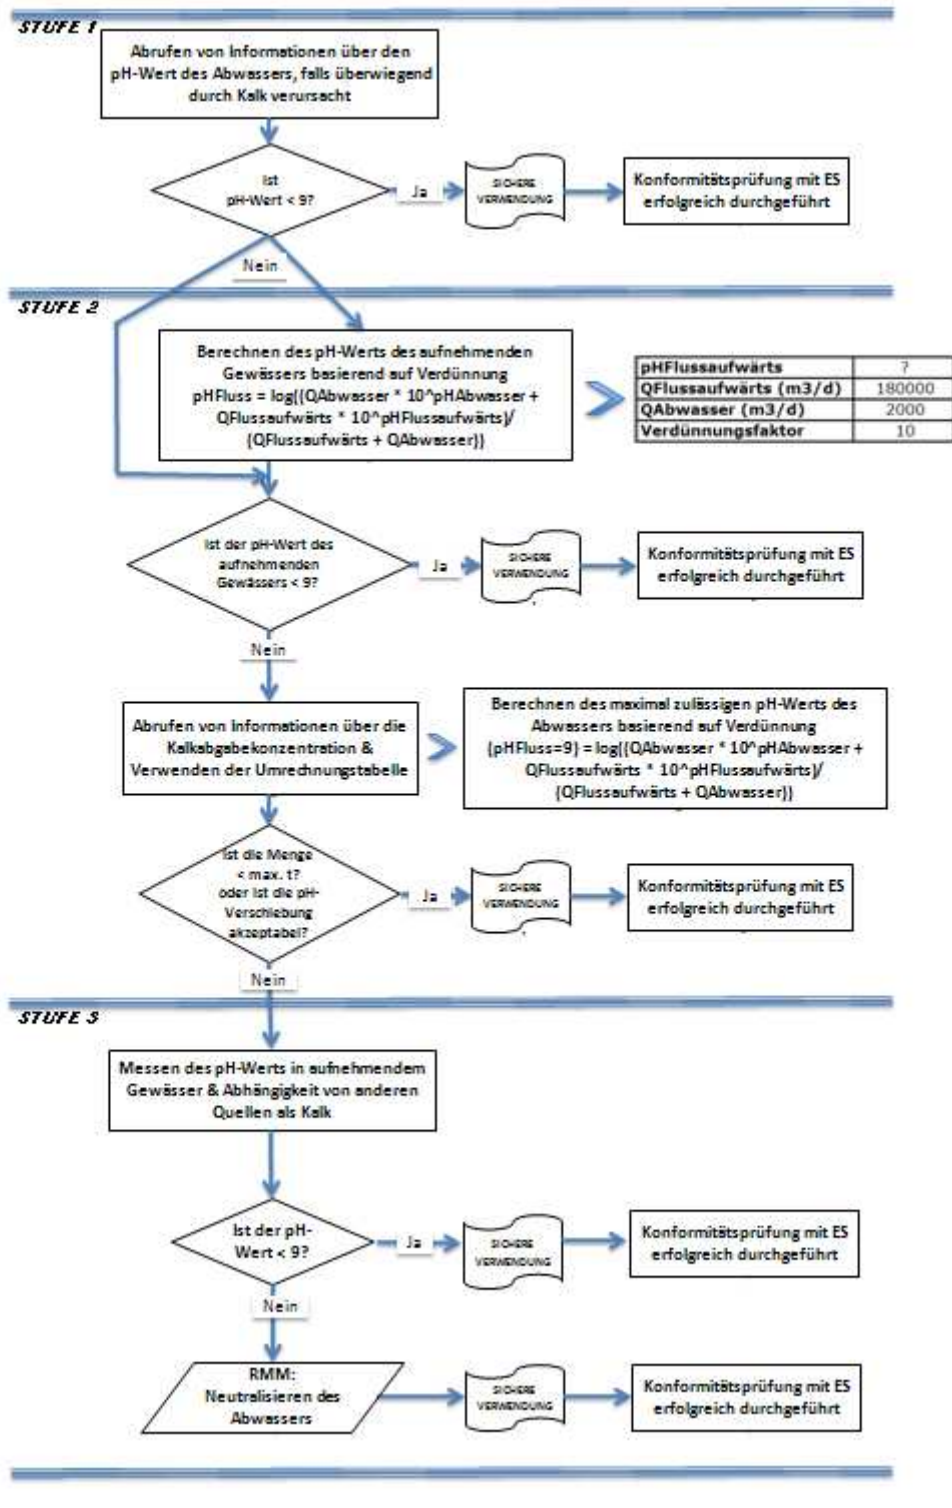 STUFE 1
Abrufen von Informationen über den
pH-Wert des Abwassers, falls überwiegend
durch Kalk verursacht
Ist
pH-Wert < 9?
Ja
SICHERE
VERWENDUNG
Konformitätsprüfung mit ES
erfolgreich durchgeführt
Nein
STUFE 2
Berechnen des pH-Werts des aufnehmenden
Gewässers basierend auf Verdünnung
pHFluss = log((QAbwasser * 10^pHAbwasser +
QFlussaufwärts * 10^pHFlussaufwärts)/
(QFlussaufwärts + QAbwasser))
pHFlussaufwärts ?
QFlussaufwärts (m3/d) 180000
QAbwasser (m3/d) 2000
Verdünnungsfaktor 10
Ist der pH-Wert des
aufnehmenden
Gewässers < 9?
Ja
SICHERE
VERWENDUNG
Konformitätsprüfung mit ES
erfolgreich durchgeführt
Nein
Abrufen von Informationen über die
Kalkabgabekonzentration &
Verwenden der Umrechnungstabelle
Berechnen des maximal zulässigen pH-Werts des
Abwassers basierend auf Verdünnung
(pHFluss=9) = log((QAbwasser * 10^pHAbwasser +
QFlussaufwärts * 10^pHFlussaufwärts)/
(QFlussaufwärts + QAbwasser))
Ist die Menge
< max. t?
oder ist die pH-
Verschiebung
akzeptabel?
Ja
SICHERE
VERWENDUNG
Konformitätsprüfung mit ES
erfolgreich durchgeführt
Nein
STUFE 3
Messen des pH-Werts in aufnehmendem
Gewässer & Abhängigkeit von anderen
Quellen als Kalk
Ist der pH-
Wert < 9?
Ja
SICHERE
VERWENDUNG
Konformitätsprüfung mit ES
erfolgreich durchgeführt
Nein
RMM:
Neutralisieren des
Abwassers
SICHERE
VERWENDUNG
Konformitätsprüfung mit ES
erfolgreich durchgeführt